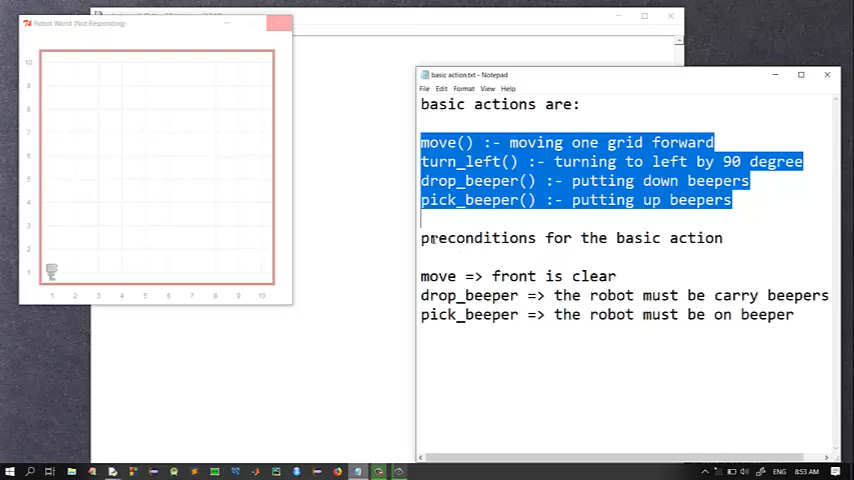 Robot World (Not Responding)
10
9
8
7
6
5
4
3
2
1
1 2 3 4 5 6 7 8 9 10
basic action.txt - Notepad
File Edit Format View Help
basic actions are:
move() :- moving one grid forward
turn_left() :- turning to left by 90 degree
drop_beeper() :- putting down beepers
pick_beeper() :- putting up beepers
preconditions for the basic action
move => front is clear
drop_beeper => the robot must be carry beepers
pick_beeper => the robot must be on beeper
ENG 8:53 AM